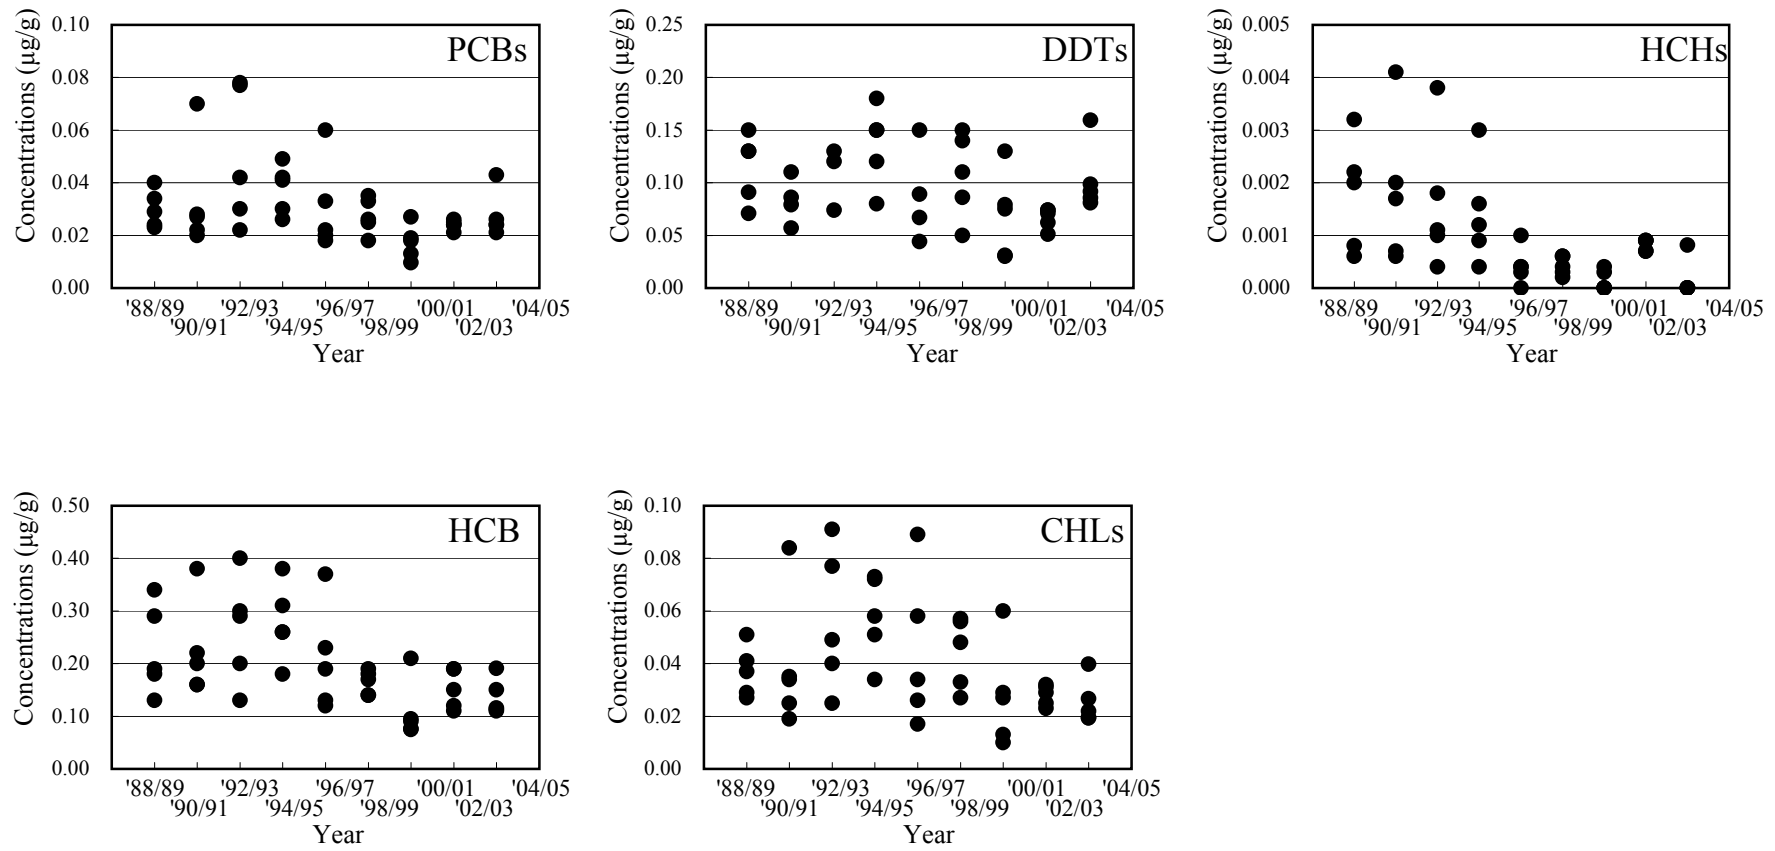 PCBs
Concentrations (µg/g)
0.10
0.08
0.06
0.04
0.02
0.00
'88/89 '92/93 '96/97 '00/01 '04/05
'90/91 '94/95 '98/99 '02/03
Year
DDTs
Concentrations (µg/g)
0.25
0.20
0.15
0.10
0.05
0.00
'88/89 '92/93 '96/97 '00/01 '04/05
'90/91 '94/95 '98/99 '02/03
Year
HCHs
Concentrations (µg/g)
0.005
0.004
0.003
0.002
0.001
0.000
'88/89 '92/93 '96/97 '00/01 '04/05
'90/91 '94/95 '98/99 '02/03
Year
HCB
Concentrations (µg/g)
0.50
0.40
0.30
0.20
0.10
0.00
'88/89 '92/93 '96/97 '00/01 '04/05
'90/91 '94/95 '98/99 '02/03
Year
CHLs
Concentrations (µg/g)
0.10
0.08
0.06
0.04
0.02
0.00
'88/89 '92/93 '96/97 '00/01 '04/05
'90/91 '94/95 '98/99 '02/03
Year